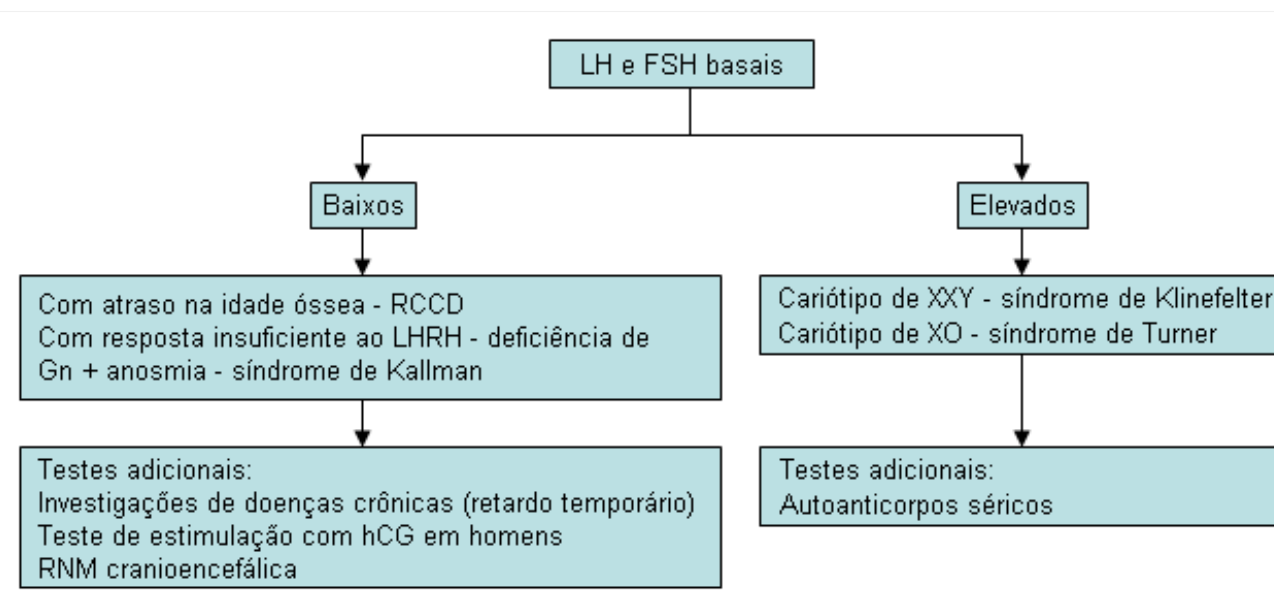 LH e FSH basais
Baixos
Elevados
Com atraso na idade óssea - RCCD
Com resposta insuficiente ao LHRH - deficiência de
Gn + anosmia - síndrome de Kallman
Cariótipo de XXY - síndrome de Klinefelter
Cariótipo de XO - síndrome de Turner
Testes adicionais:
Investigações de doenças crônicas (retardo temporário)
Teste de estimulação com hCG em homens
RNM cranioencefálica
Testes adicionais:
Autoanticorpos séricos